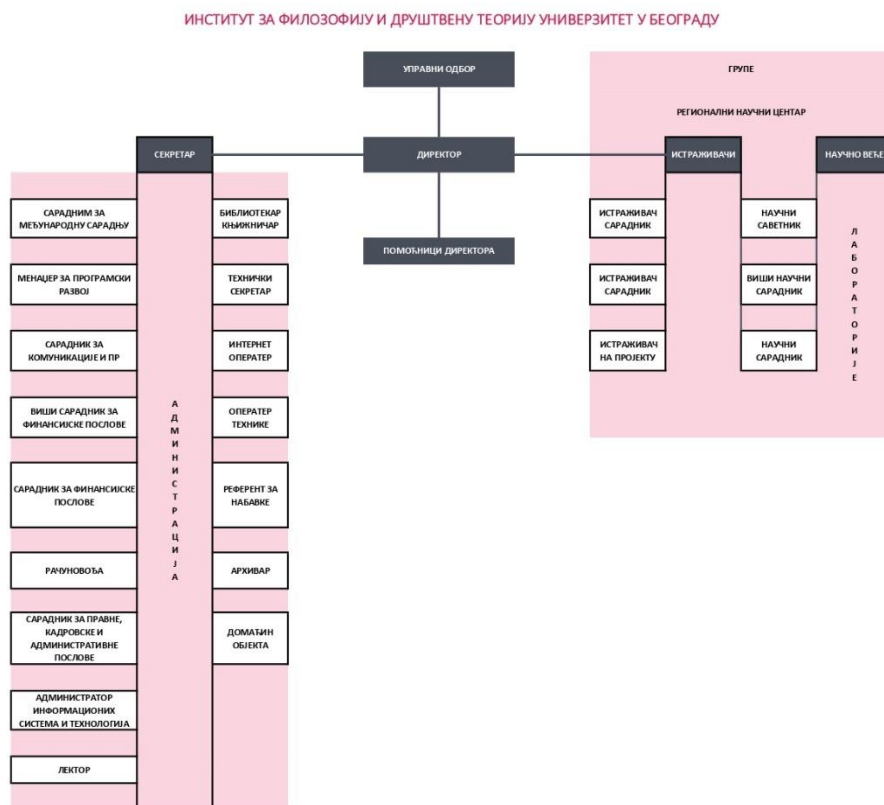 ИНСТИТУТ ЗА ФИЛОЗОФИЈУ И ДРУШТВЕНУ ТЕОРИЈУ УНИВЕРЗИТЕТ У БЕОГРАДУ
УПРАВНИ ОДБОР
ГРУПЕ
РЕГИОНАЛНИ НАУЧНИ ЦЕНТАР
СЕКРЕТАР
ДИРЕКТОР
ИСТРАЖИВАЧИ
НАУЧНО ВЕЋЕ
ПОМОЋНИЦИ ДИРЕКТОРА
САРАДНИМ ЗА
МЕЂУНАРОДНУ САРАДЊУ
МЕНАЏЕР ЗА ПРОГРАМСКИ
РАЗВОЈ
САРАДНИК ЗА
КОМУНИКАЦИЈЕ И ПР
ВИШИ САРАДНИК ЗА
ФИНАНСИЈСКЕ ПОСЛОВЕ
САРАДНИК ЗА ФИНАНСИЈСКЕ
ПОСЛОВЕ
РАЧУНОВОЂА
САРАДНИК ЗА ПРАВНЕ,
КАДРОВСКЕ И
АДМИНИСТРАТИВНЕ
ПОСЛОВЕ
АДМИНИСТРАТОР
ИНФОРМАЦИОНИХ
СИСТЕМА И ТЕХНОЛОГИЈА
ЛЕКТОР
АДМИНИСТРАЦИЈА
БИБЛИОТЕКАР
КЊИЖНИЧАР
ТЕХНИЧКИ
СЕКРЕТАР
ИНТЕРНЕТ
ОПЕРАТЕР
ОПЕРАТЕР
ТЕХНИКЕ
РЕФЕРЕНТ ЗА
НАБАВКЕ
АРХИВАР
ДОМАЋИН
ОБЈЕКТА
ИСТРАЖИВАЧ
САРАДНИК
ИСТРАЖИВАЧ
САРАДНИК
ИСТРАЖИВАЧ
НА ПРОЈЕКТУ
НАУЧНИ
САВЕТНИК
ВИШИ НАУЧНИ
САРАДНИК
НАУЧНИ
САРАДНИК
ЛАБОРАТОРИЈЕ